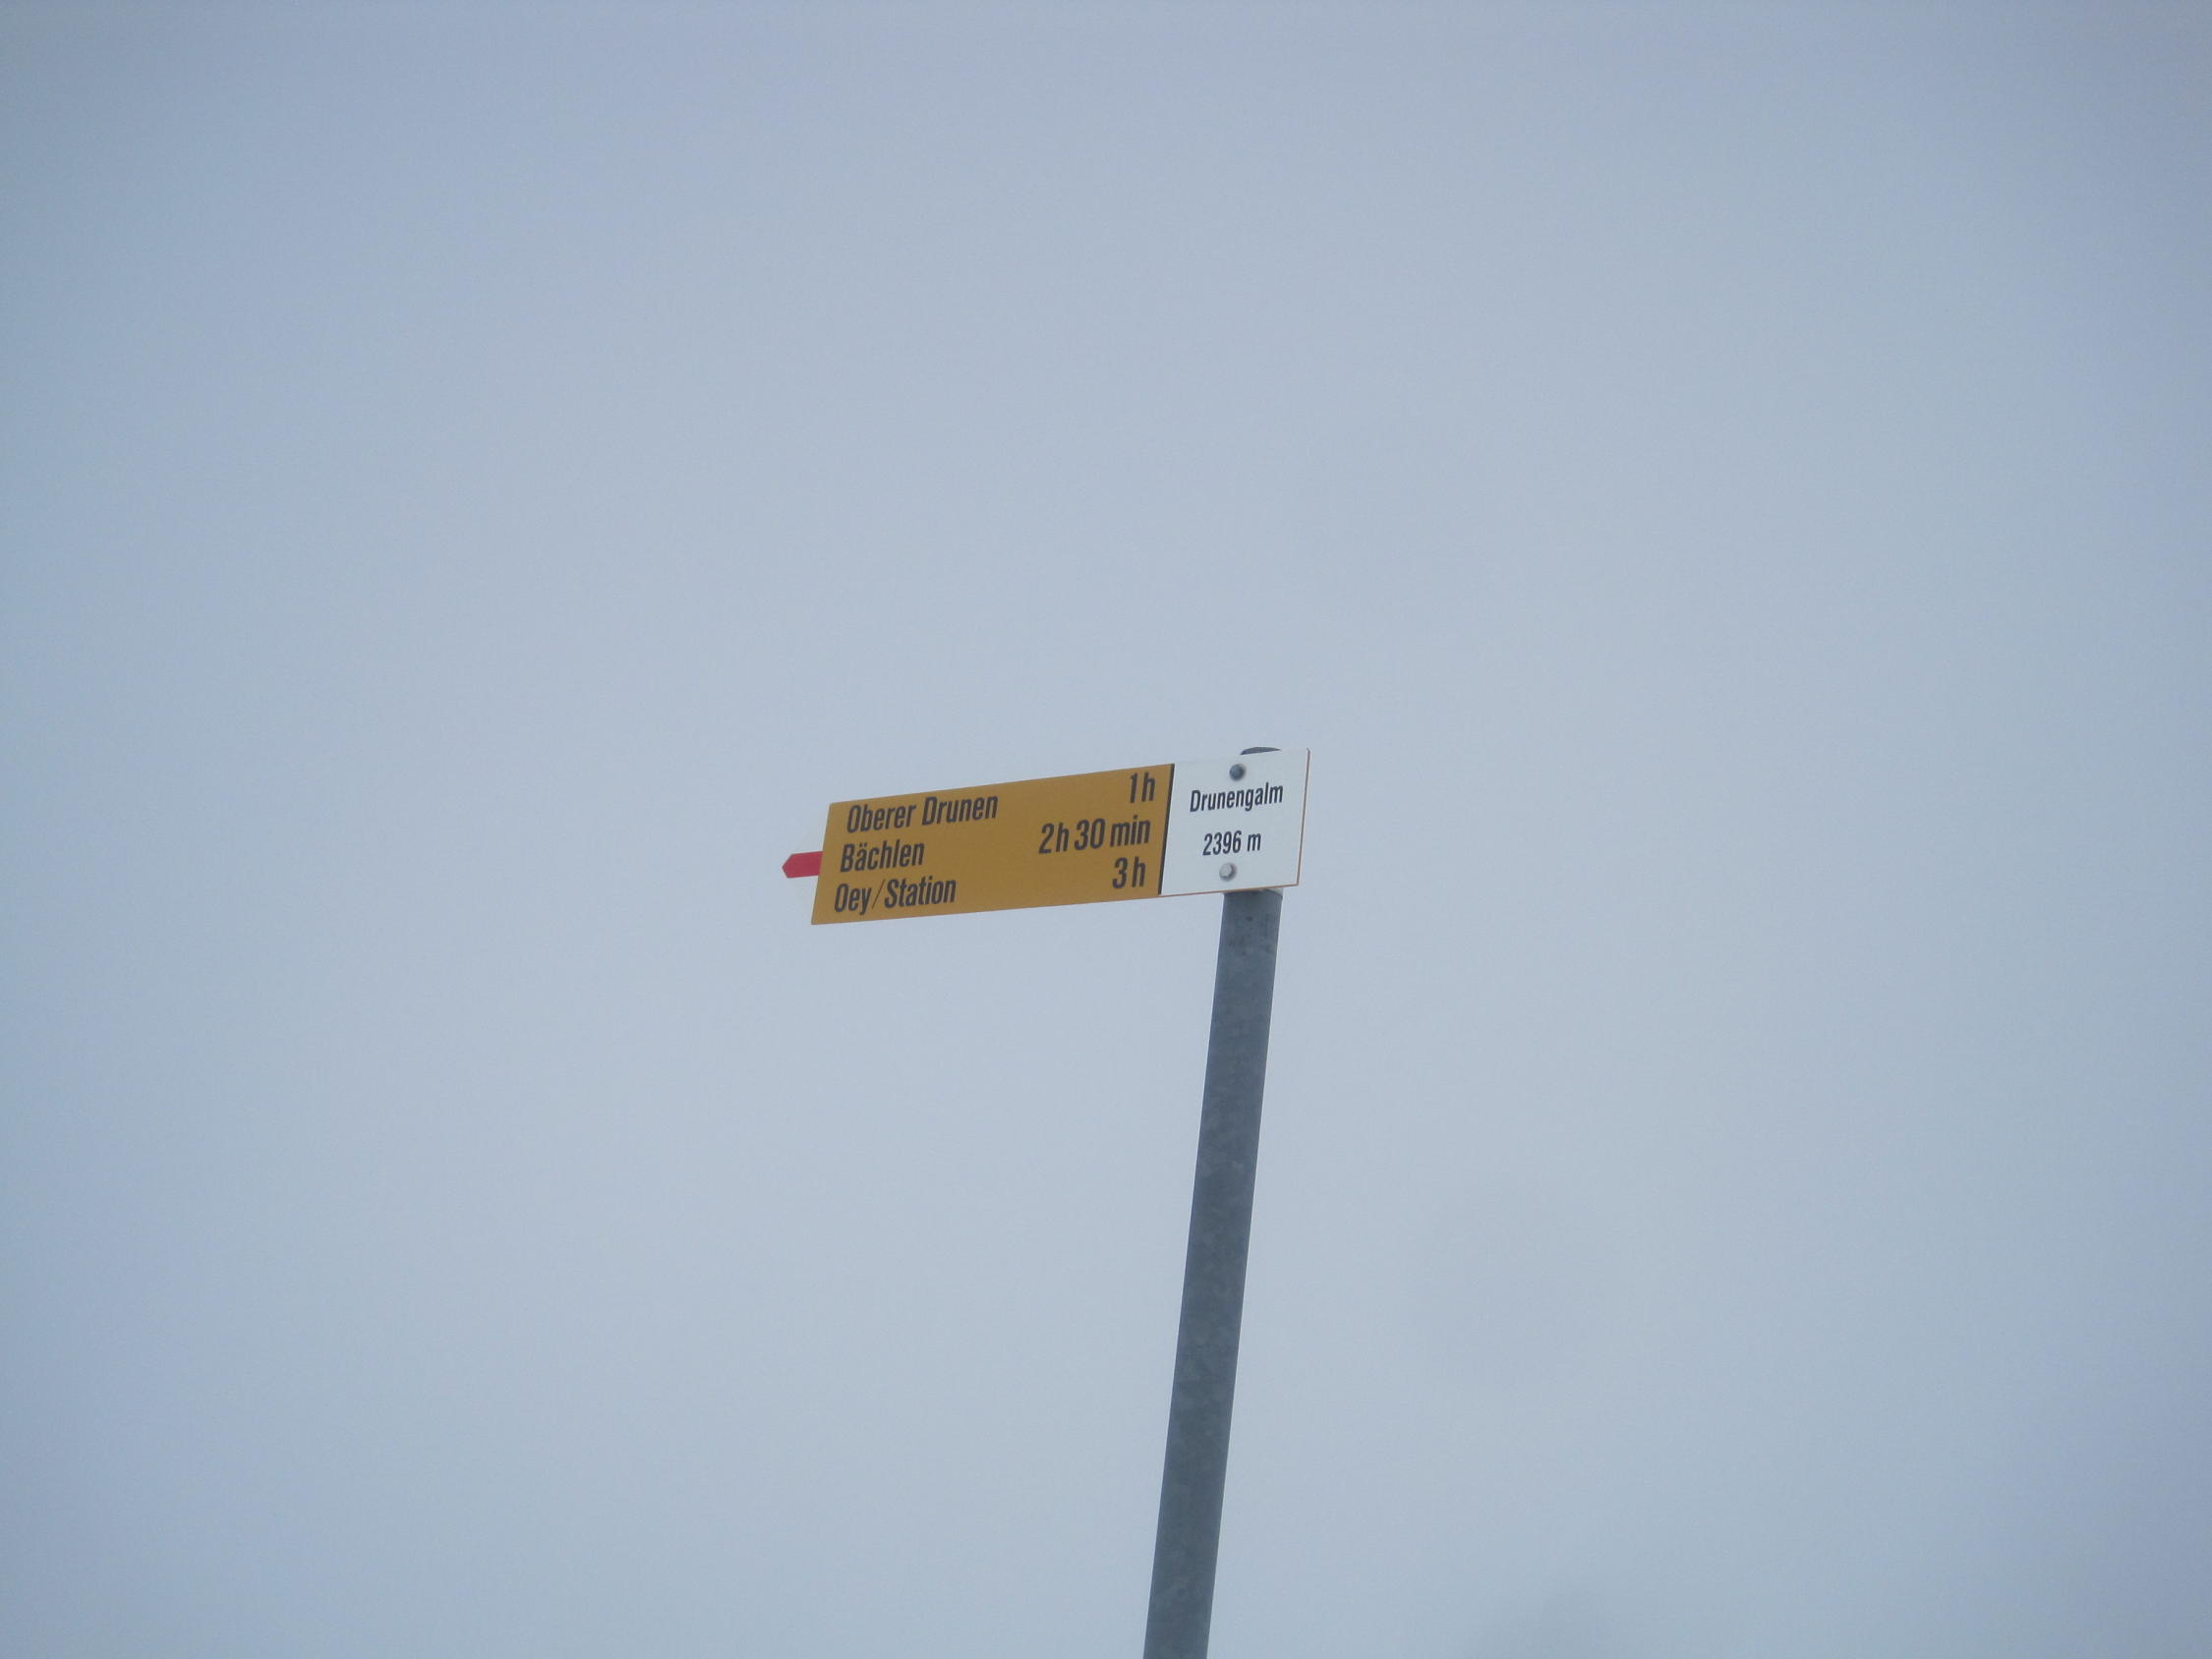 Oberer Drunen 1h
Bächlen 2h 30 min
Oey/Station 3h
Drunengalm
2396 m